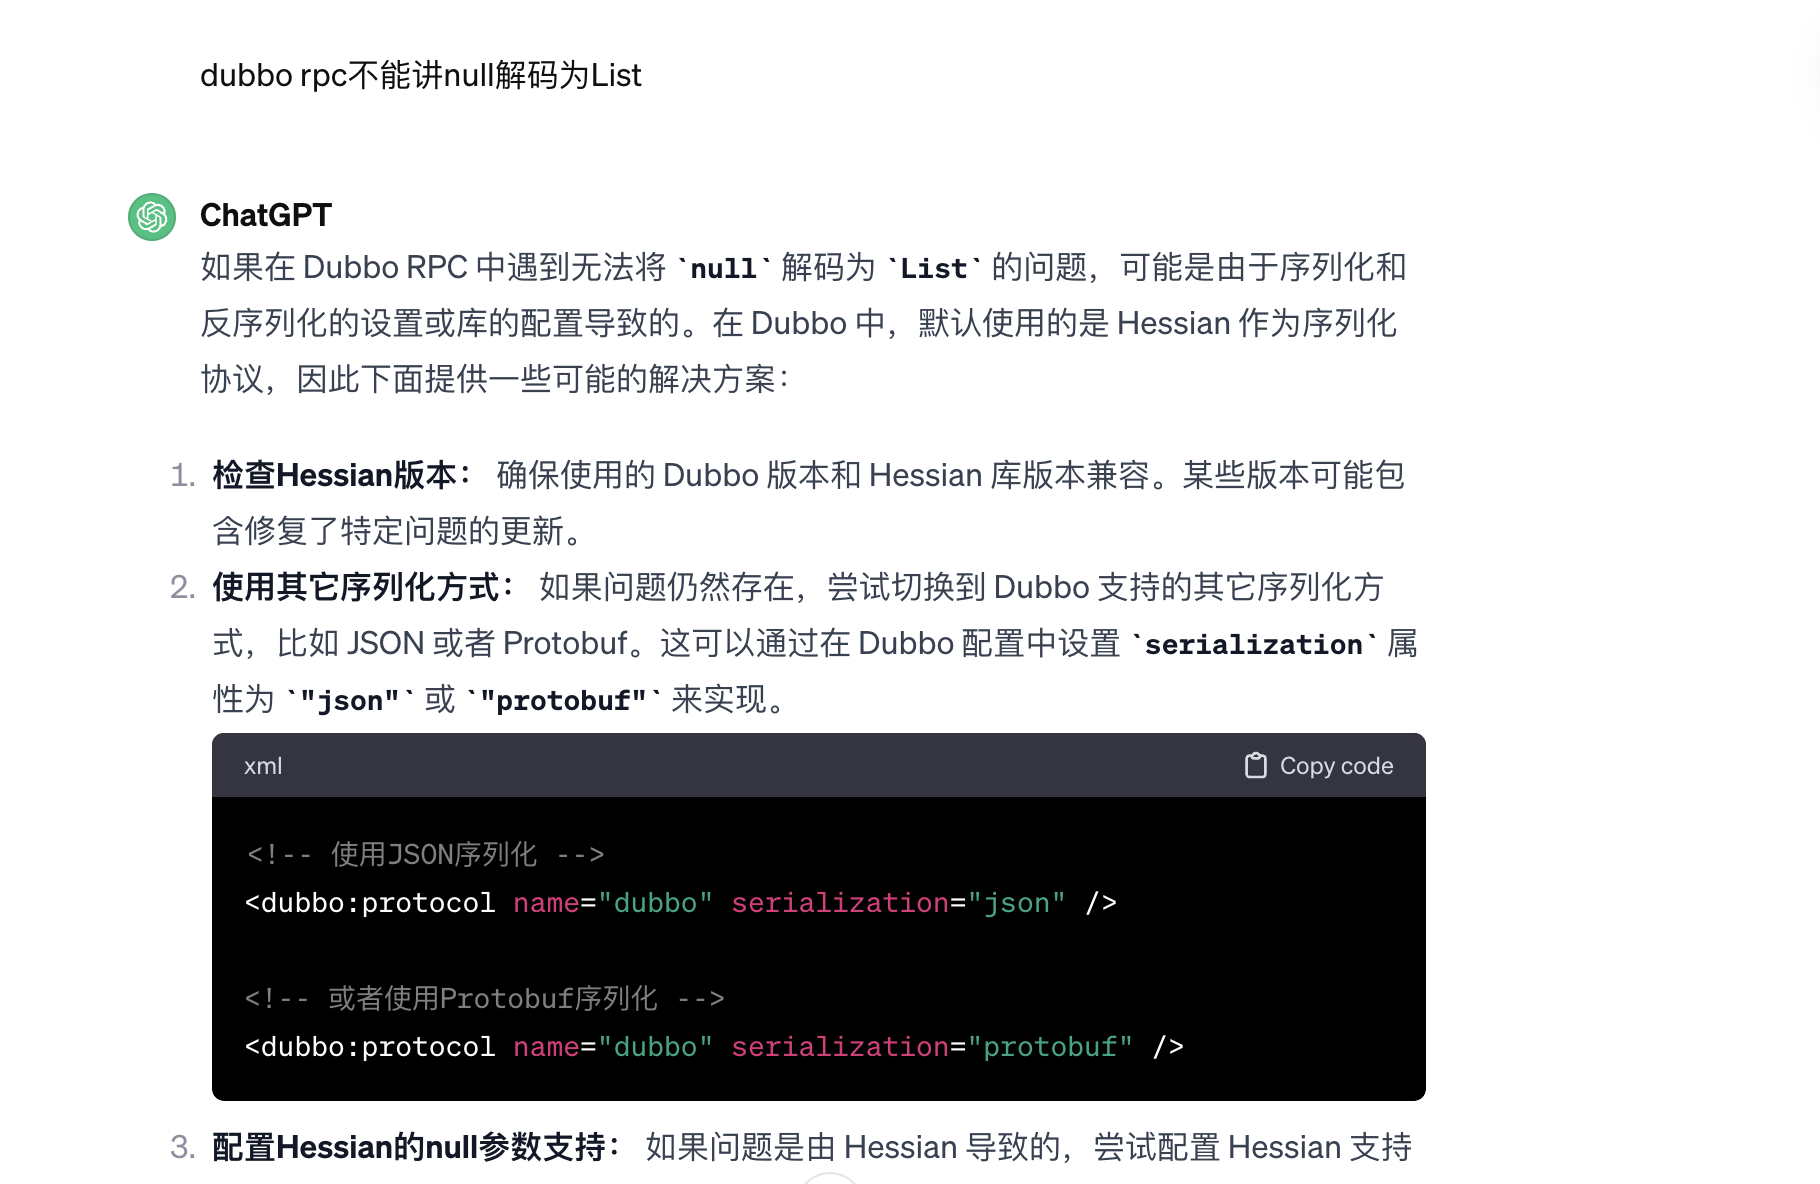 dubbo rpc不能讲null解码为List
ChatGPT
如果在 Dubbo RPC 中遇到无法将 `null` 解码为 `List` 的问题，可能是由于序列化和
反序列化的设置或库的配置导致的。在 Dubbo 中，默认使用的是 Hessian 作为序列化
协议，因此下面提供一些可能的解决方案：
1. 检查Hessian版本： 确保使用的 Dubbo 版本和 Hessian 库版本兼容。某些版本可能包
含修复了特定问题的更新。
2. 使用其它序列化方式： 如果问题仍然存在，尝试切换到 Dubbo 支持的其它序列化方
式，比如 JSON 或者 Protobuf。这可以通过在 Dubbo 配置中设置 `serialization` 属
性为 `"json"` 或 `"protobuf"` 来实现。
xml Copy code
<!-- 使用JSON序列化 -->
<dubbo:protocol name="dubbo" serialization="json" />
<!-- 或者使用Protobuf序列化 -->
<dubbo:protocol name="dubbo" serialization="protobuf" />
3. 配置Hessian的null参数支持： 如果问题是由 Hessian 导致的，尝试配置 Hessian 支持